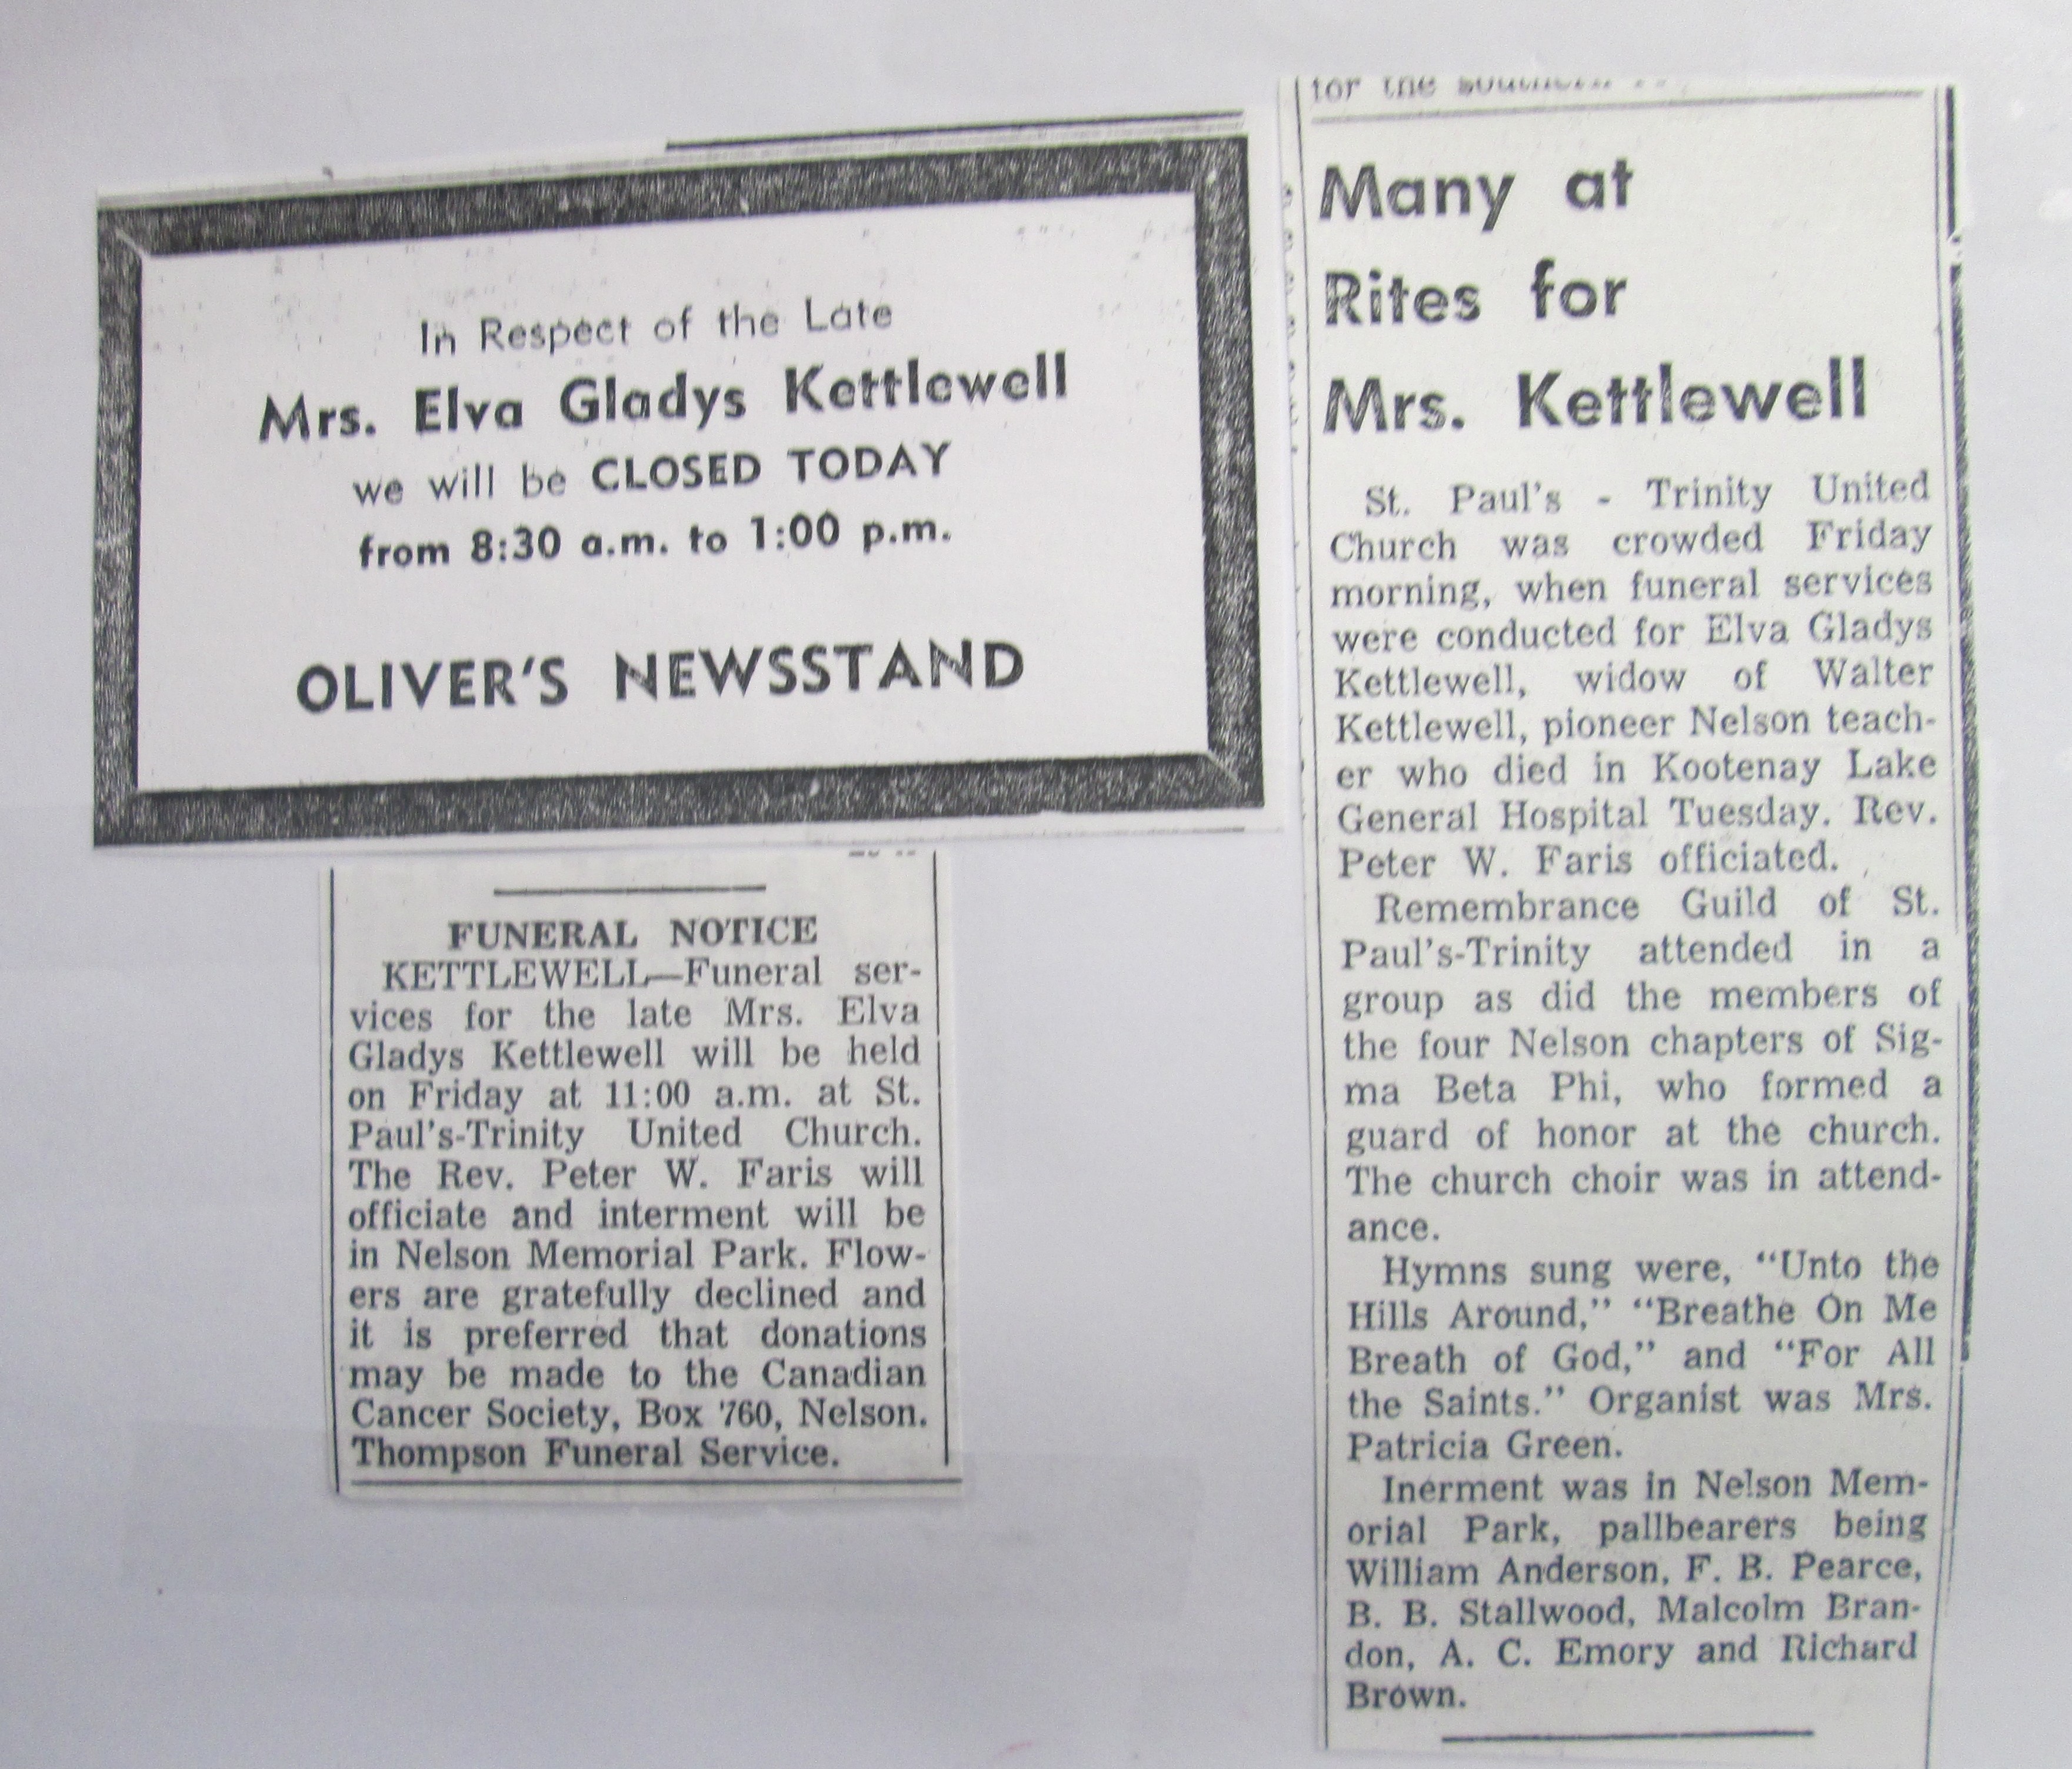 In Respect of the Late
Mrs. Elva Gladys Kettlewell
we will be CLOSED TODAY
from 8:30 a.m. to 1:00 p.m.
OLIVER'S NEWSSTAND
FUNERAL NOTICE
KETTLEWELL—Funeral ser-
vices for the late Mrs. Elva
Gladys Kettlewell will be held
on Friday at 11:00 a.m. at St.
Paul's-Trinity United Church.
The Rev. Peter W. Faris will
officiate and interment will be
in Nelson Memorial Park. Flow-
ers are gratefully declined and
it is preferred that donations
may be made to the Canadian
Cancer Society, Box 760, Nelson.
Thompson Funeral Service.
for the southern
Many at
Rites for
Mrs. Kettlewell
St. Paul's - Trinity United
Church was crowded Friday
morning, when funeral services
were conducted for Elva Gladys
Kettlewell, widow of Walter
Kettlewell, pioneer Nelson teach-
er who died in Kootenay Lake
General Hospital Tuesday. Rev.
Peter W. Faris officiated.
Remembrance Guild of St.
Paul's-Trinity attended in a
group as did the members of
the four Nelson chapters of Sig-
ma Beta Phi, who formed a
guard of honor at the church.
The church choir was in attend-
ance.
Hymns sung were, "Unto the
Hills Around," "Breathe On Me
Breath of God," and "For All
the Saints." Organist was Mrs.
Patricia Green.
Inerment was in Nelson Mem-
orial Park, pallbearers being
William Anderson, F. B. Pearce,
B. B. Stallwood, Malcolm Bran-
don, A. C. Emory and Richard
Brown.